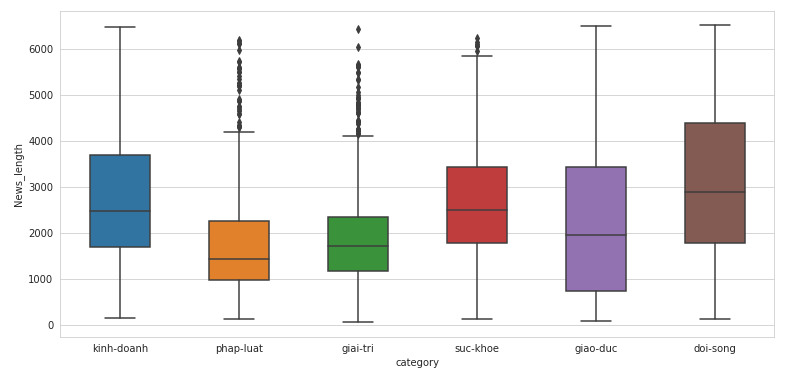 6000
5000
4000
3000
2000
1000
0
News_length
kinh-doanh phap-luat giai-tri suc-khoe giao-duc doi-song
category